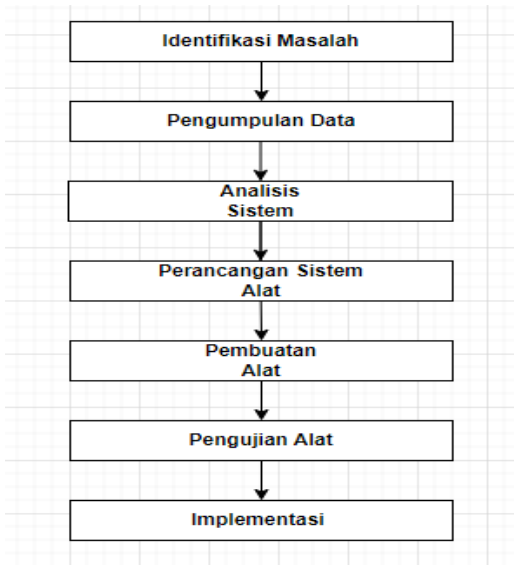 Identifikasi Masalah
Pengumpulan Data
Analisis
Sistem
Perancangan Sistem
Alat
Pembuatan
Alat
Pengujian Alat
Implementasi